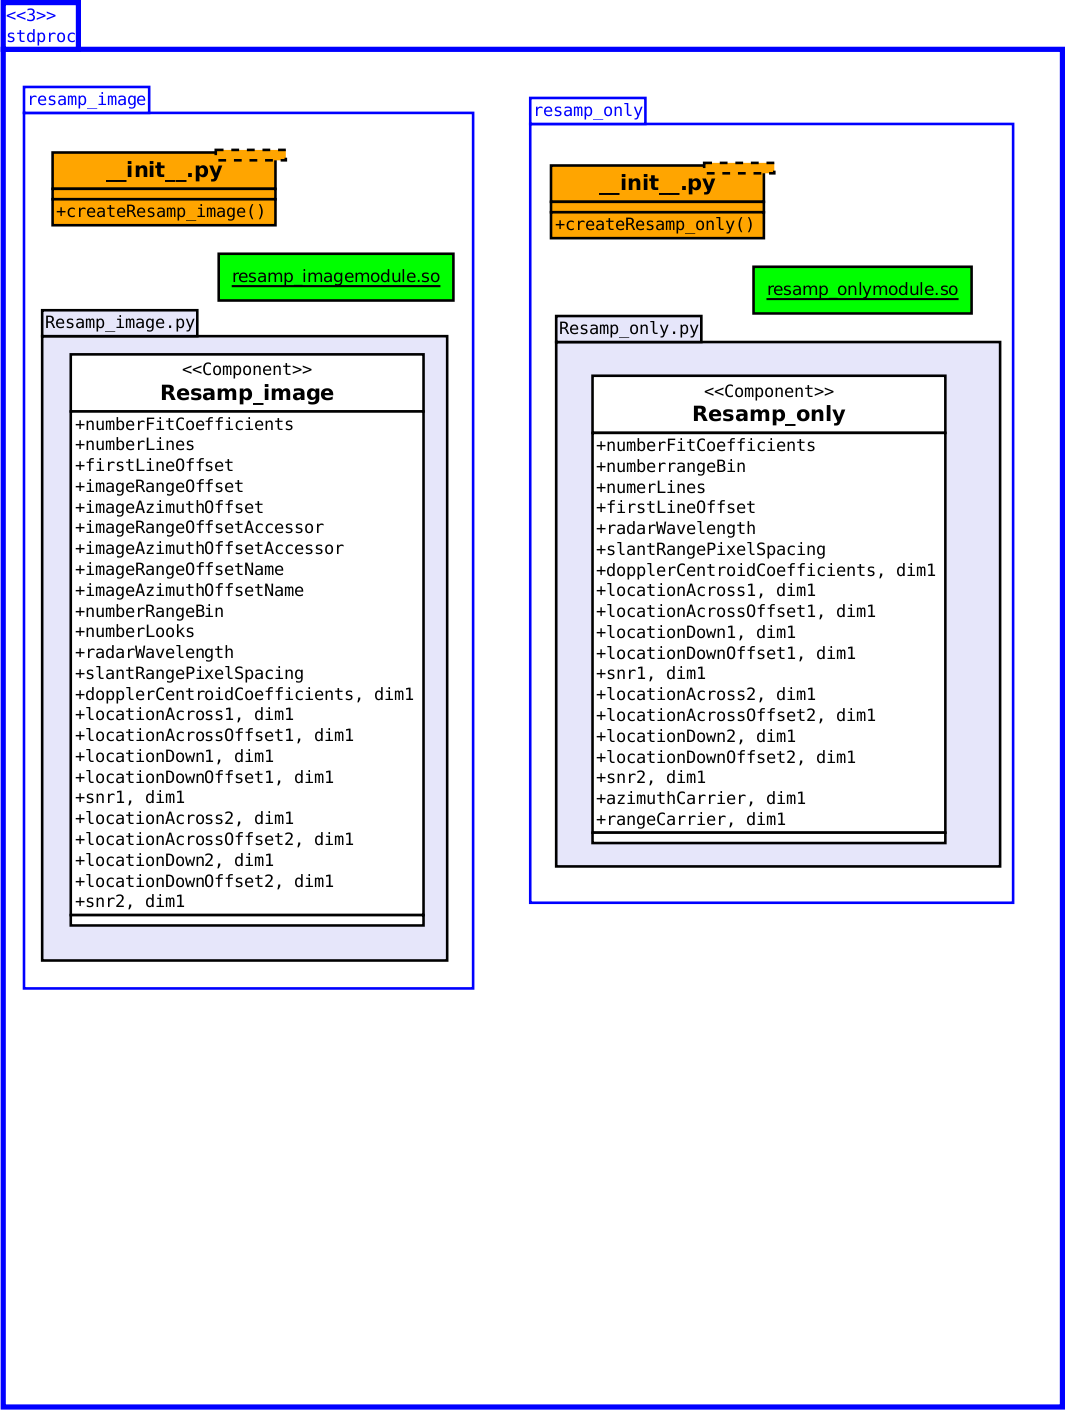 <<3>>
stdproc
resamp_image
__init__.py
+createResamp_image()
resamp_imagemodule.so
Resamp_image.py
<<Component>>
Resamp_image
+numberFitCoefficients
+numberLines
+firstLineOffset
+imageRangeOffset
+imageAzimuthOffset
+imageRangeOffsetAccessor
+imageAzimuthOffsetAccessor
+imageRangeOffsetName
+imageAzimuthOffsetName
+numberRangeBin
+numberLooks
+radarWavelength
+slantRangePixelSpacing
+dopplerCentroidCoefficients, dim1
+locationAcross1, dim1
+locationAcrossOffset1, dim1
+locationDown1, dim1
+locationDownOffset1, dim1
+snr1, dim1
+locationAcross2, dim1
+locationAcrossOffset2, dim1
+locationDown2, dim1
+locationDownOffset2, dim1
+snr2, dim1
resamp_only
__init__.py
+createResamp_only()
resamp_onlymodule.so
Resamp_only.py
<<Component>>
Resamp_only
+numberFitCoefficients
+numberrangeBin
+numerLines
+firstLineOffset
+radarWavelength
+slantRangePixelSpacing
+dopplerCentroidCoefficients, dim1
+locationAcross1, dim1
+locationAcrossOffset1, dim1
+locationDown1, dim1
+locationDownOffset1, dim1
+snr1, dim1
+locationAcross2, dim1
+locationAcrossOffset2, dim1
+locationDown2, dim1
+locationDownOffset2, dim1
+snr2, dim1
+azimuthCarrier, dim1
+rangeCarrier, dim1